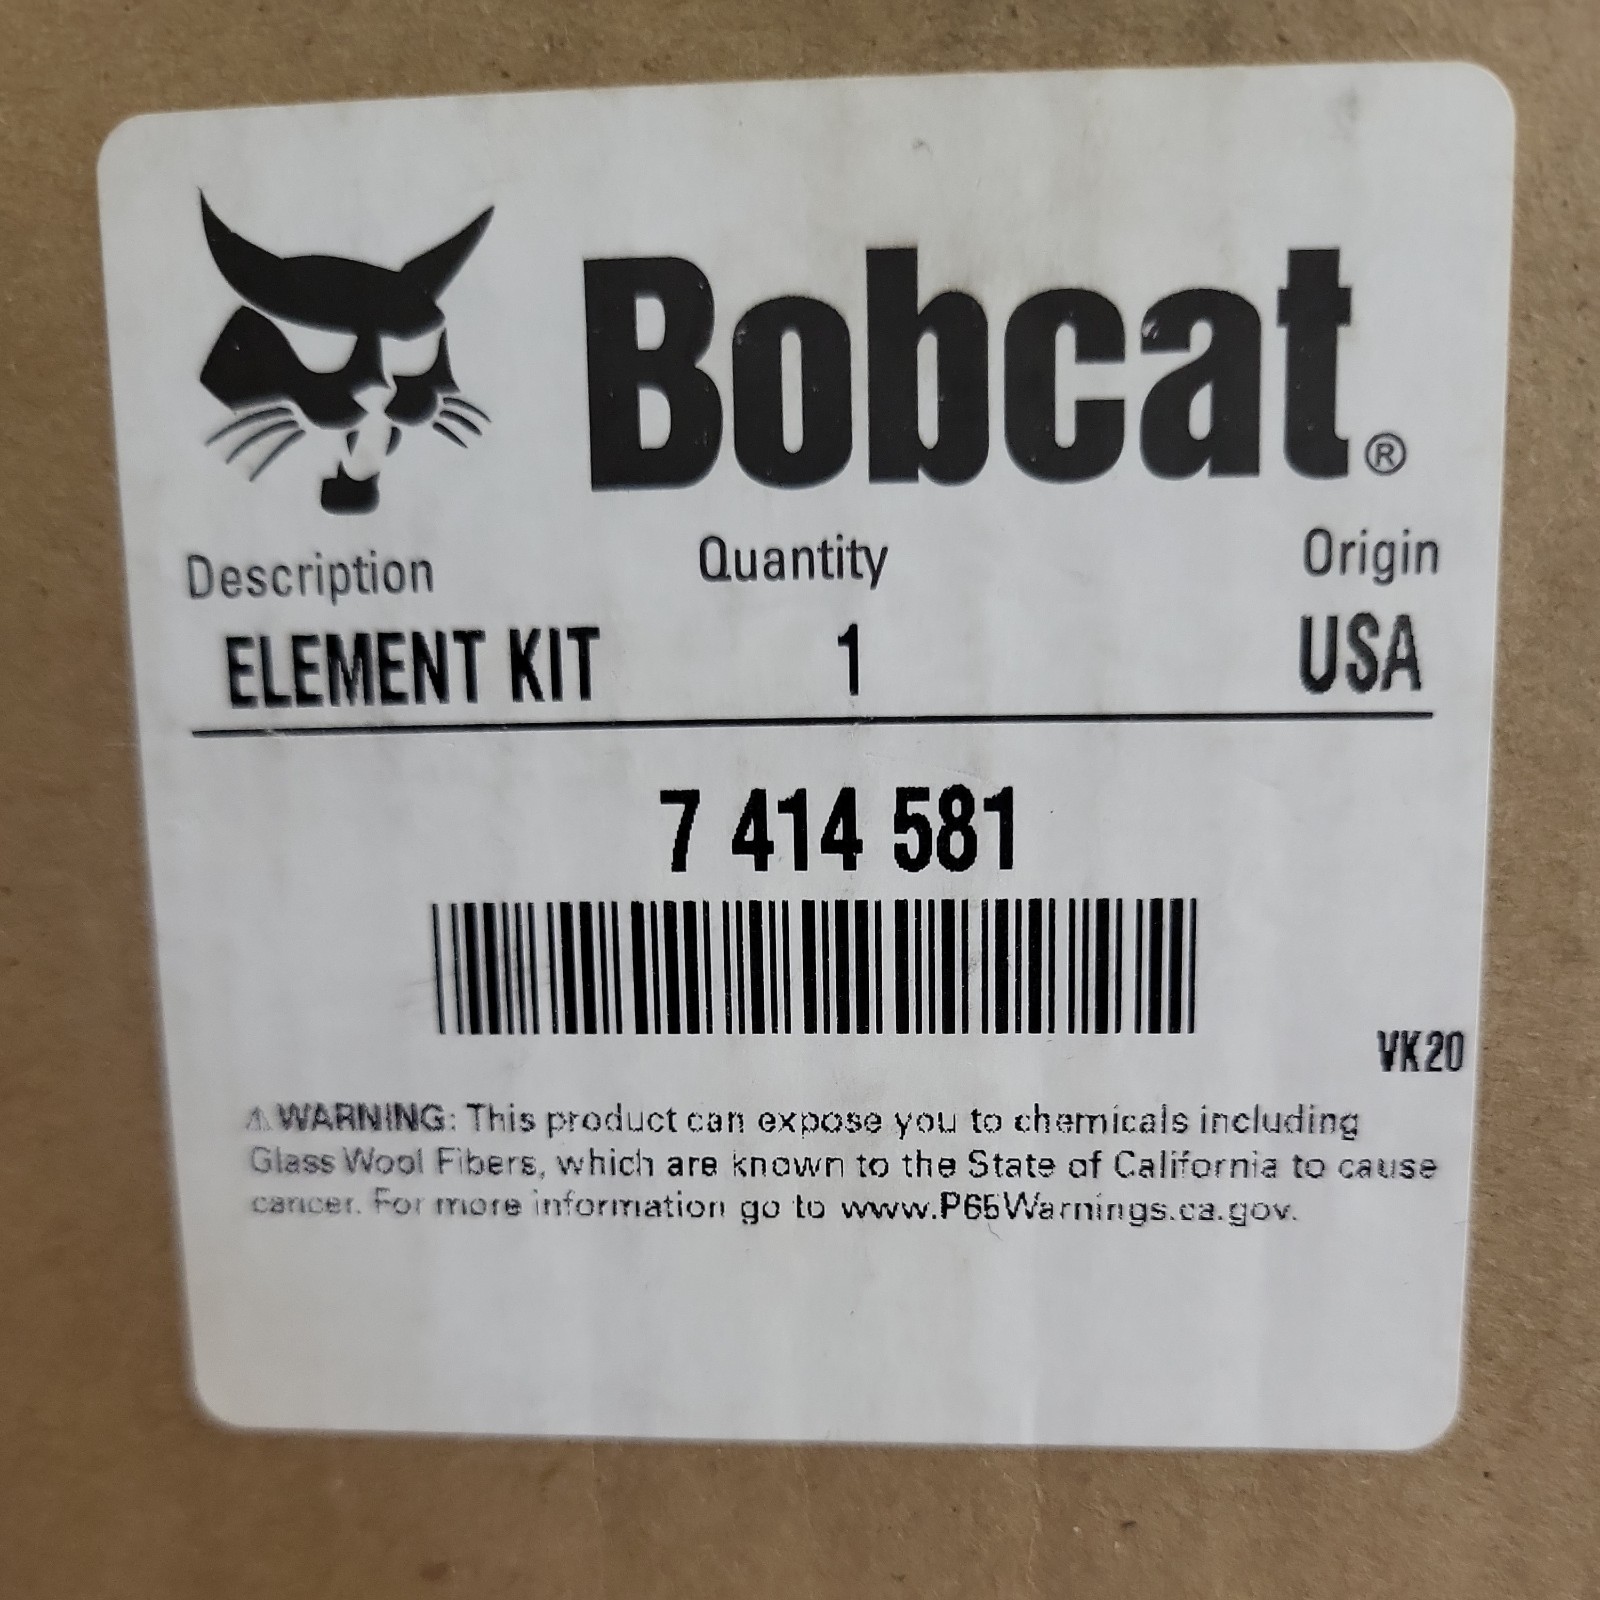 Bobcat®
Description Quantity Origin
ELEMENT KIT 1 USA
7 414 581
VK20
⚠ WARNING: This product can expose you to chemicals including
Glass Wool Fibers, which are known to the State of California to cause
cancer. For more information go to www.P65Warnings.ca.gov.